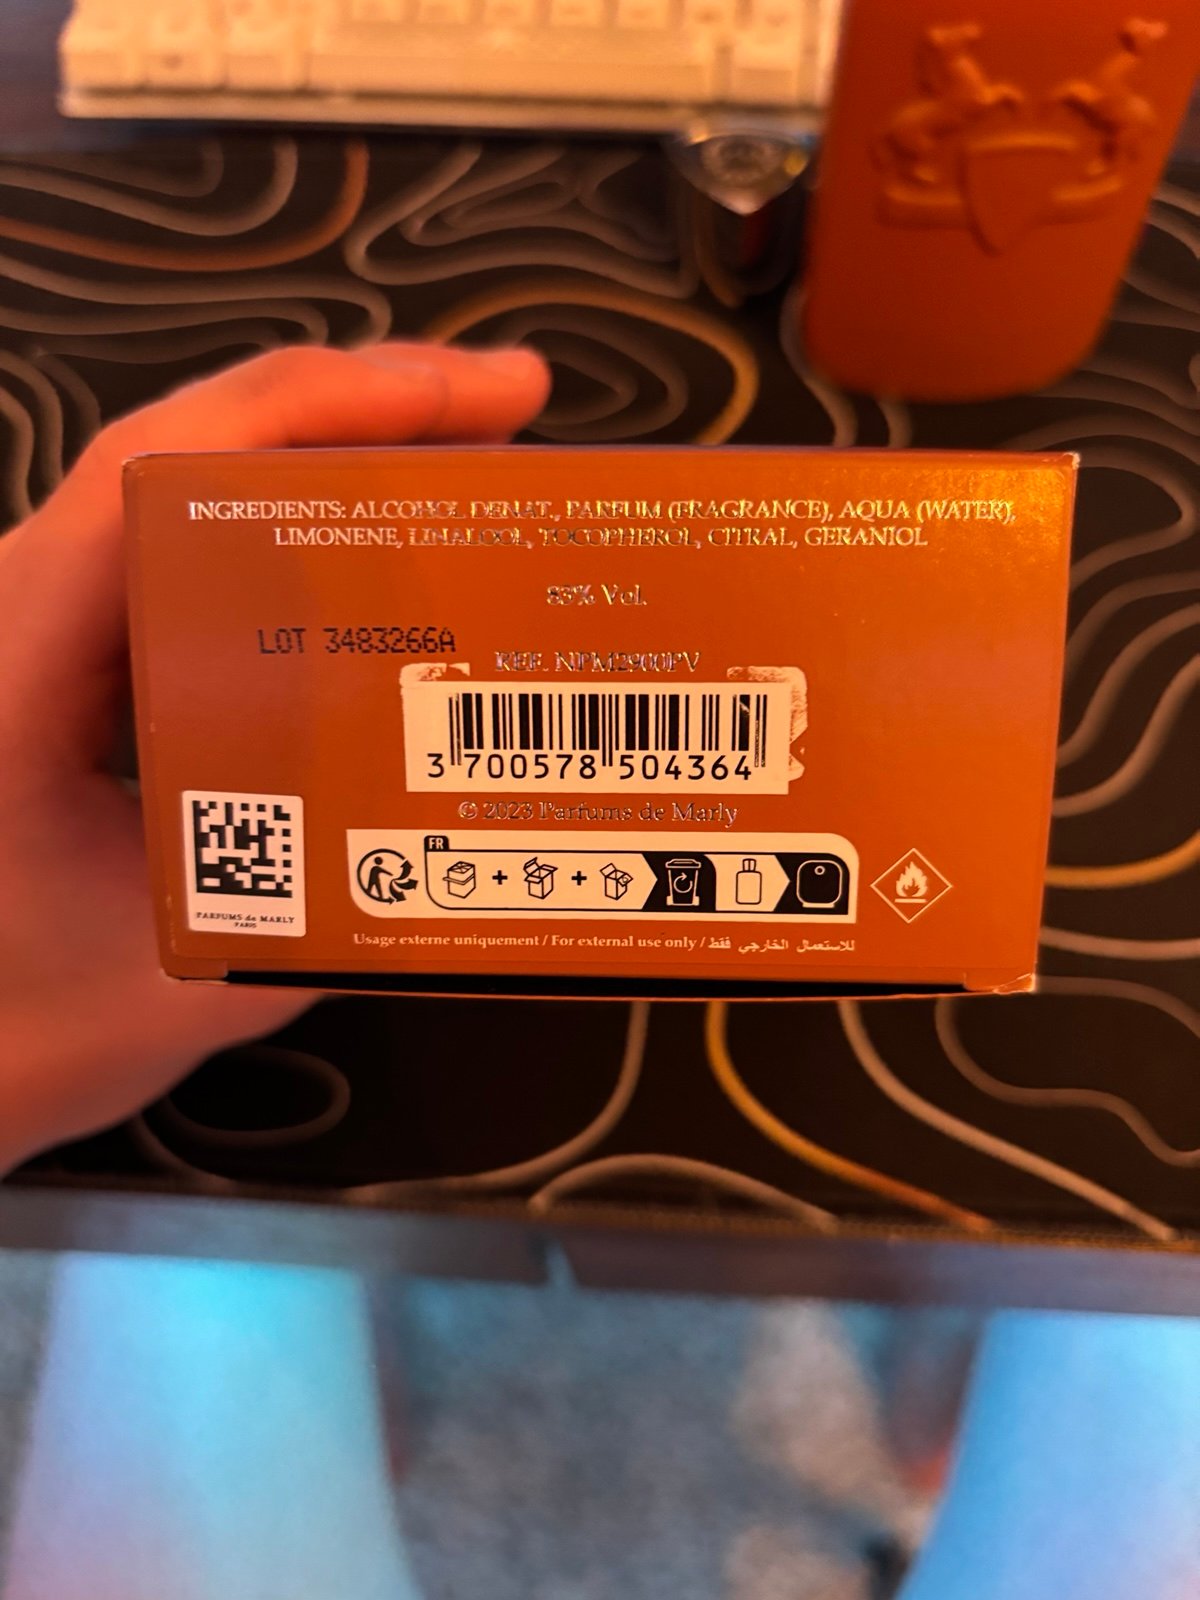 INGREDIENTS: ALCOHOL DENAT., PARFUM (FRAGRANCE), AQUA (WATER),
LIMONENE, LINALOOL, TOCOPHEROL, CITRAL, GERANIOL
83% Vol.
LOT 3483266A
REF. NPM2900PV
3 700578 504364
© 2023 Parfums de Marly
FR
PARFUMS de MARLY
PARIS
Usage externe uniquement / For external use only / للاستعمال الخارجي فقط